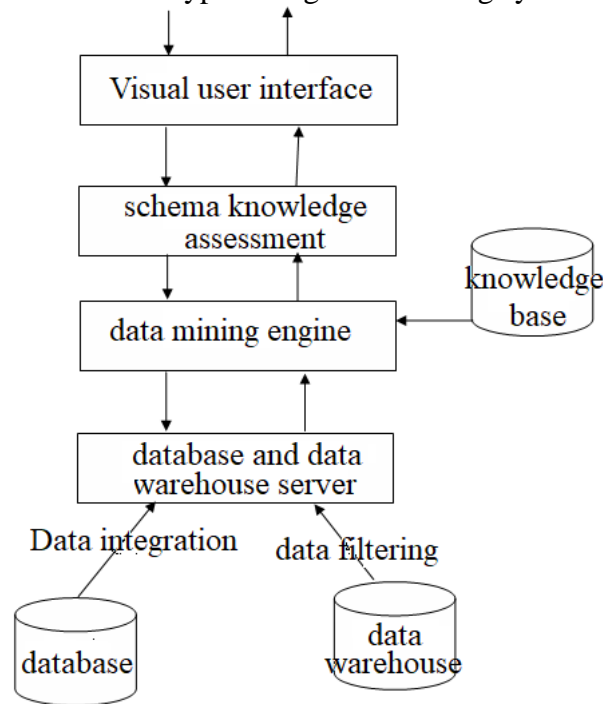 Visual user interface
schema knowledge
assessment
knowledge
base
data mining engine
database and data
warehouse server
Data integration
data filtering
database
data
warehouse